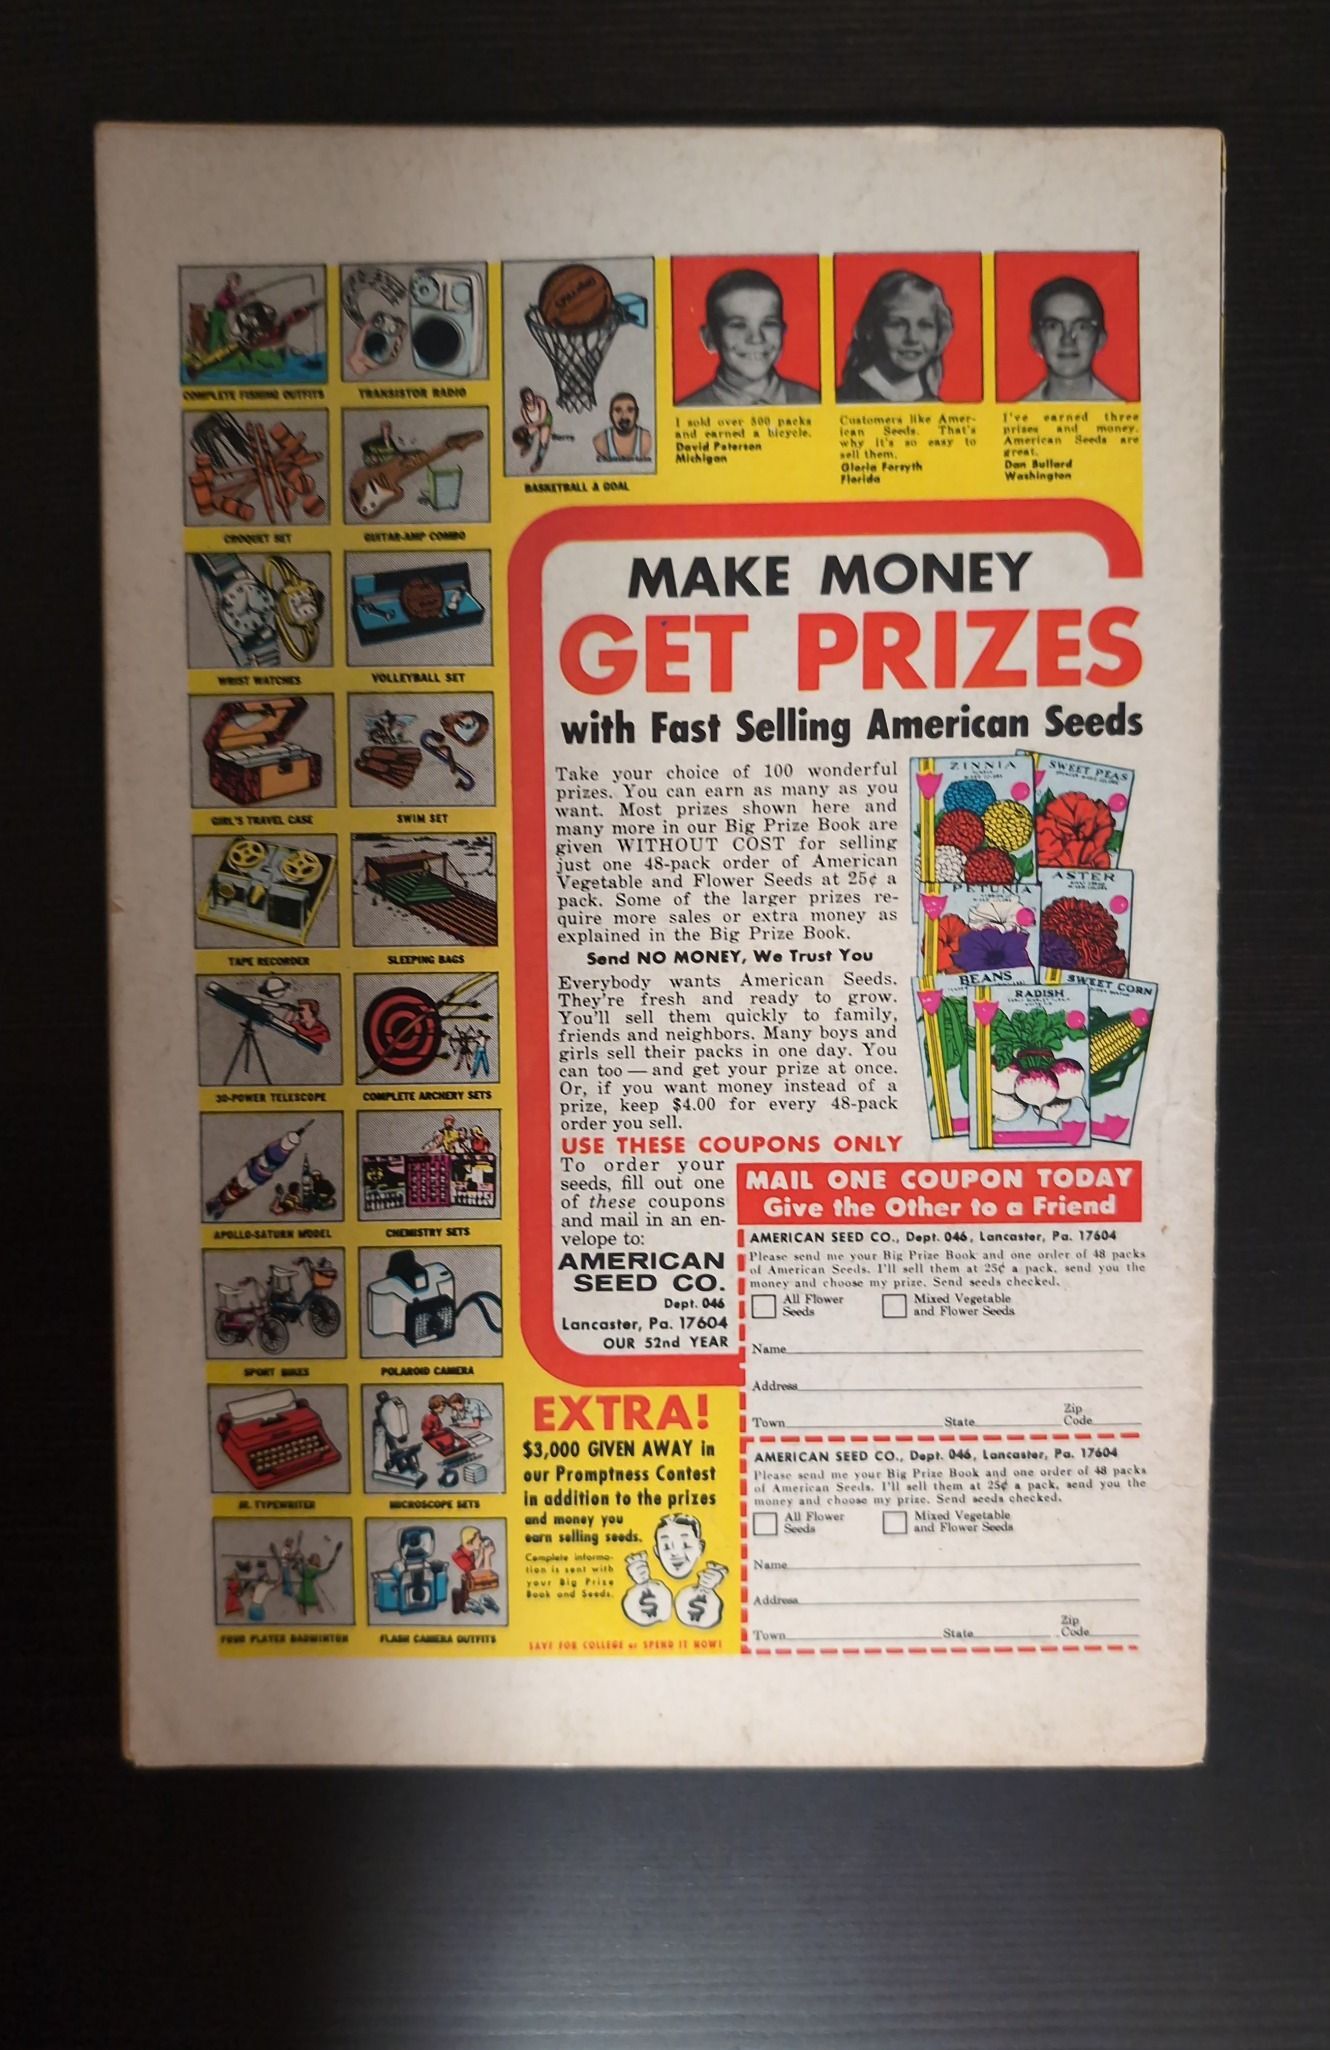 COMPLETE FISHING OUTFITS
TRANSISTOR RADIO
SPALDING
Barry
Chamberlain
BASKETBALL & GOAL
I sold over 500 packs
and earned a bicycle.
David Peterson
Michigan
Customers like Amer-
ican Seeds. That's
why it's so easy to
sell them.
Gloria Forsyth
Florida
I've earned three
prizes and money.
American Seeds are
great.
Dan Bullard
Washington
CROQUET SET
GUITAR-AMP COMBO
WRIST WATCHES
VOLLEYBALL SET
GIRL'S TRAVEL CASE
SWIM SET
TAPE RECORDER
SLEEPING BAGS
30-POWER TELESCOPE
COMPLETE ARCHERY SETS
APOLLO-SATURN MODEL
CHEMISTRY SETS
SPORT BIKES
POLAROID CAMERA
JR. TYPEWRITER
MICROSCOPE SETS
FOUR PLAYER BADMINTON
FLASH CAMERA OUTFITS
MAKE MONEY
GET PRIZES
with Fast Selling American Seeds
Take your choice of 100 wonderful
prizes. You can earn as many as you
want. Most prizes shown here and
many more in our Big Prize Book are
given WITHOUT COST for selling
just one 48-pack order of American
Vegetable and Flower Seeds at 25¢ a
pack. Some of the larger prizes re-
quire more sales or extra money as
explained in the Big Prize Book.
Send NO MONEY, We Trust You
Everybody wants American Seeds.
They're fresh and ready to grow.
You'll sell them quickly to family,
friends and neighbors. Many boys and
girls sell their packs in one day. You
can too — and get your prize at once.
Or, if you want money instead of a
prize, keep $4.00 for every 48-pack
order you sell.
ZINNIA
SWEET PEAS
PETUNIA
ASTER
BEANS
RADISH
SWEET CORN
USE THESE COUPONS ONLY
To order your
seeds, fill out one
of these coupons
and mail in an en-
velope to:
AMERICAN
SEED CO.
Dept. 046
Lancaster, Pa. 17604
OUR 52nd YEAR
EXTRA!
$3,000 GIVEN AWAY in
our Promptness Contest
in addition to the prizes
and money you
earn selling seeds.
Complete informa-
tion is sent with
your Big Prize
Book and Seeds.
$ $
SAVE FOR COLLEGE or SPEND IT NOW!
MAIL ONE COUPON TODAY
Give the Other to a Friend
AMERICAN SEED CO., Dept. 046, Lancaster, Pa. 17604
Please send me your Big Prize Book and one order of 48 packs
of American Seeds. I'll sell them at 25¢ a pack, send you the
money and choose my prize. Send seeds checked.
All Flower
Seeds
Mixed Vegetable
and Flower Seeds
Name
Address
Town State Zip
Code
AMERICAN SEED CO., Dept. 046, Lancaster, Pa. 17604
Please send me your Big Prize Book and one order of 48 packs
of American Seeds. I'll sell them at 25¢ a pack, send you the
money and choose my prize. Send seeds checked.
All Flower
Seeds
Mixed Vegetable
and Flower Seeds
Name
Address
Town State Zip
Code